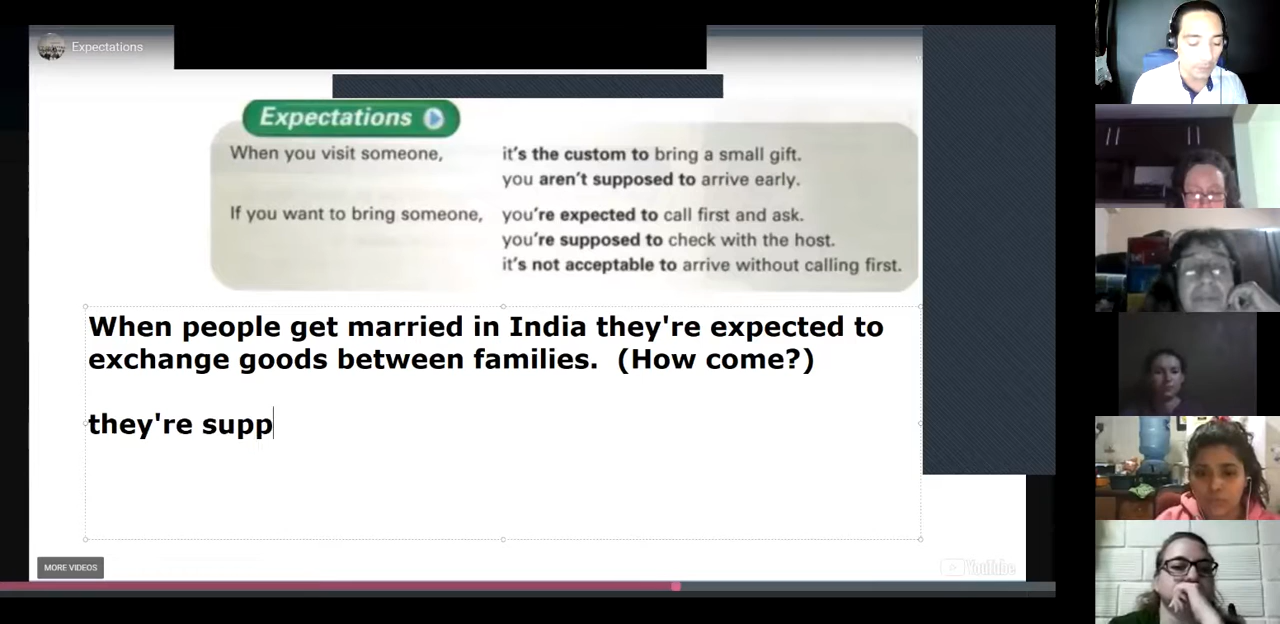 Expectations
Expectations
When you visit someone, it's the custom to bring a small gift.
you aren't supposed to arrive early.
If you want to bring someone, you're expected to call first and ask.
you're supposed to check with the host.
it's not acceptable to arrive without calling first.
When people get married in India they're expected to
exchange goods between families. (How come?)
they're supp
MORE VIDEOS
YouTube